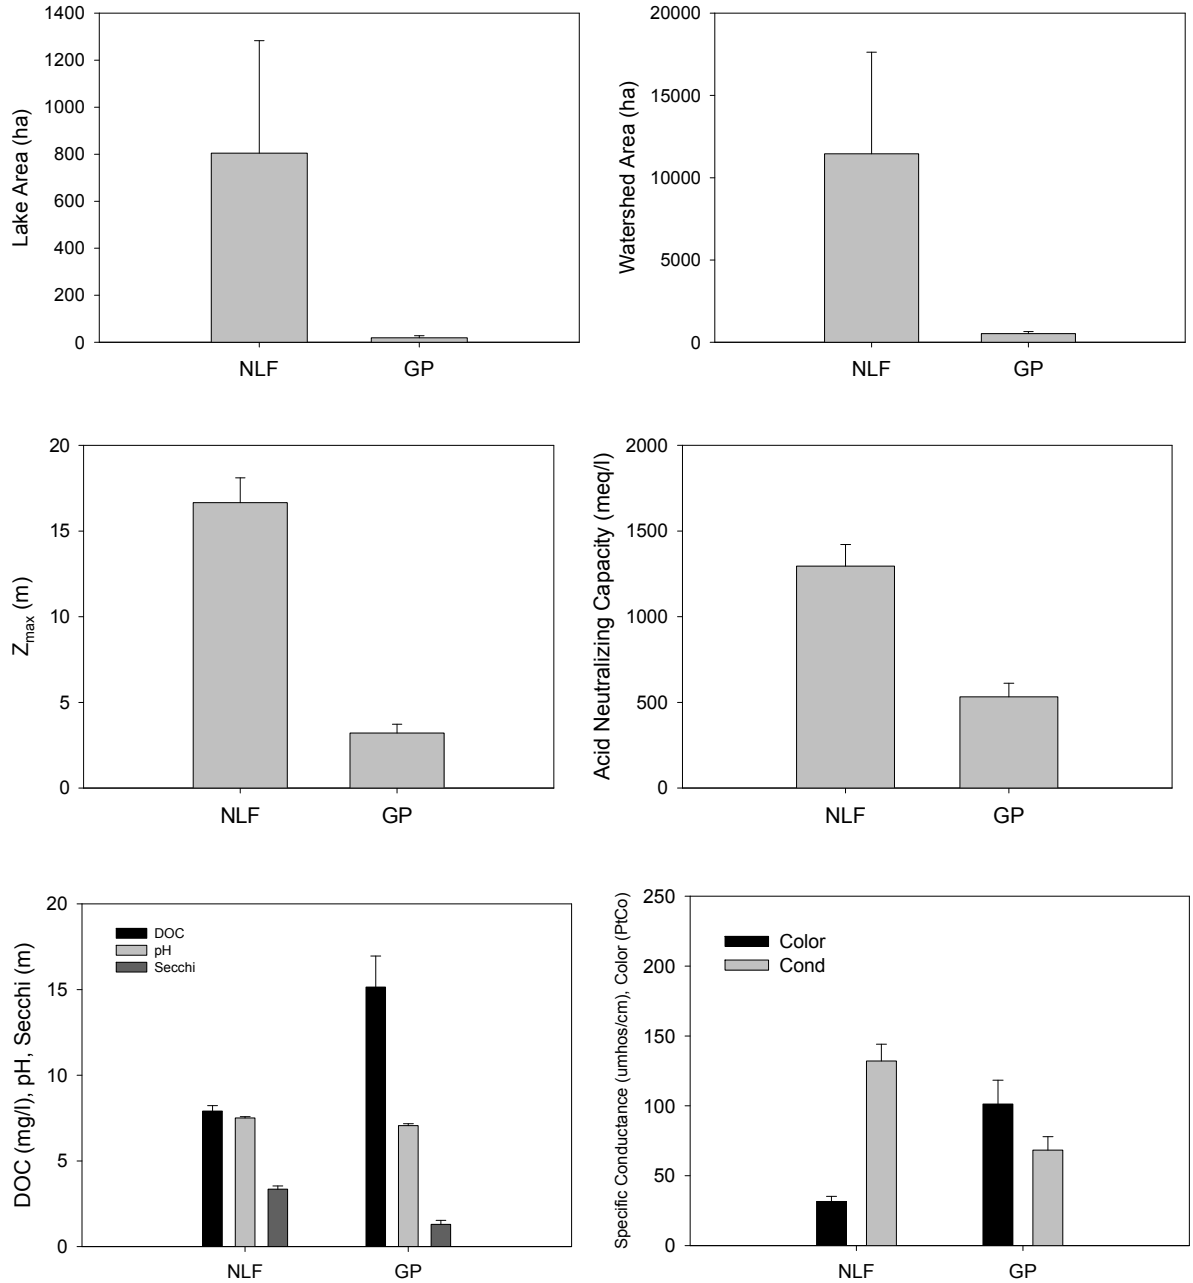 Lake Area (ha)
1400
1200
1000
800
600
400
200
0
NLF GP
Watershed Area (ha)
20000
15000
10000
5000
0
NLF GP
Zmax (m)
20
15
10
5
0
NLF GP
Acid Neutralizing Capacity (meq/l)
2000
1500
1000
500
0
NLF GP
DOC (mg/l), pH, Secchi (m)
20
15
10
5
0
DOC
pH
Secchi
NLF GP
Specific Conductance (umhos/cm), Color (PtCo)
250
200
150
100
50
0
Color
Cond
NLF GP